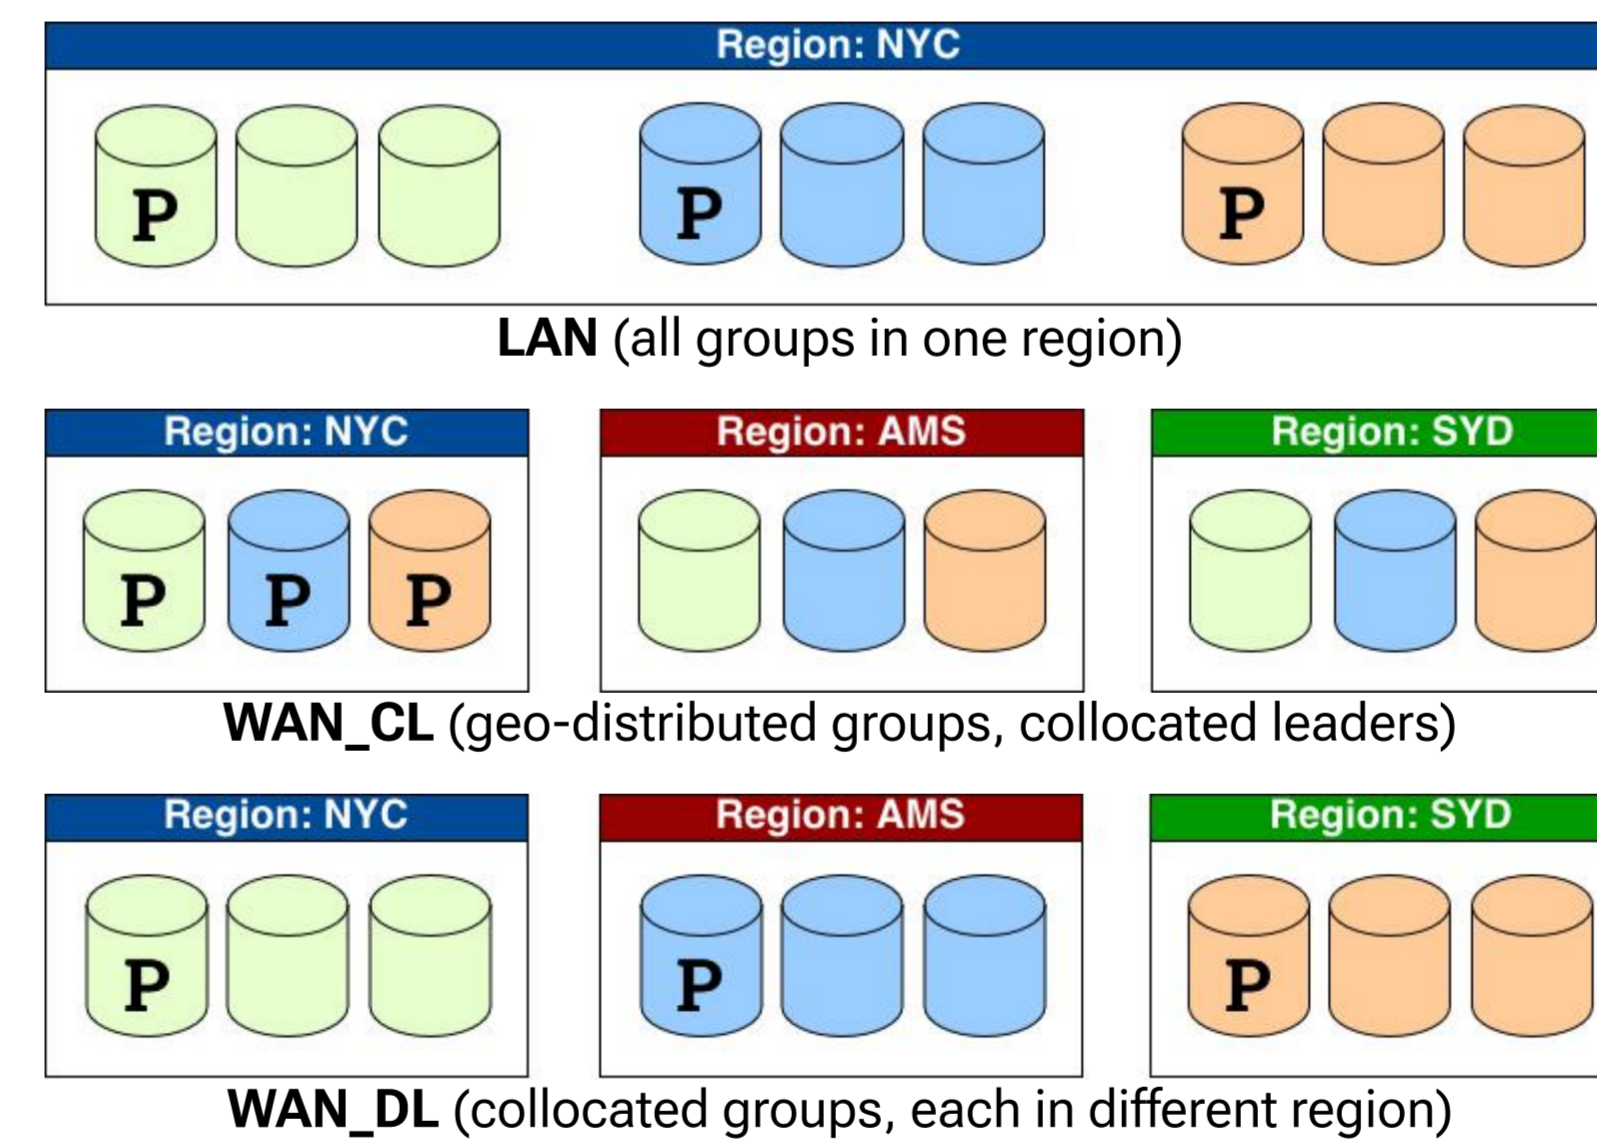 Region: NYC
P P P
LAN (all groups in one region)
Region: NYC Region: AMS Region: SYD
P P P
WAN_CL (geo-distributed groups, collocated leaders)
Region: NYC Region: AMS Region: SYD
P P P
WAN_DL (collocated groups, each in different region)